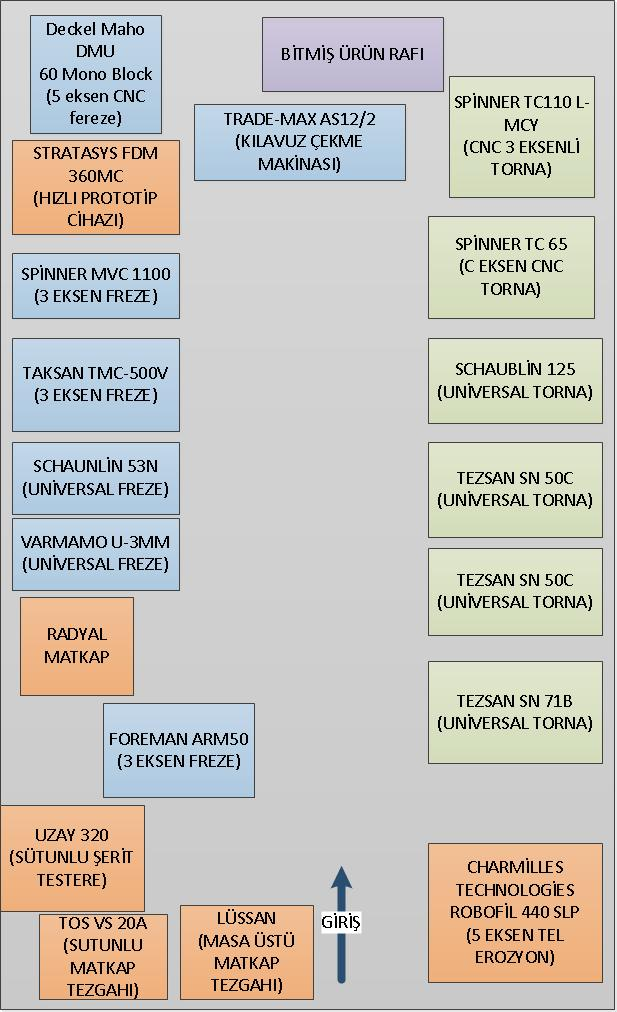 Deckel Maho
DMU
60 Mono Block
(5 eksen CNC
fereze)
BİTMİŞ ÜRÜN RAFI
TRADE-MAX AS12/2
(KILAVUZ ÇEKME
MAKİNASI)
SPİNNER TC110 L-
MCY
(CNC 3 EKSENLİ
TORNA)
STRATASYS FDM
360MC
(HIZLI PROTOTİP
CİHAZI)
SPİNNER TC 65
(C EKSEN CNC
TORNA)
SPİNNER MVC 1100
(3 EKSEN FREZE)
TAKSAN TMC-500V
(3 EKSEN FREZE)
SCHAUBLİN 125
(UNİVERSAL TORNA)
SCHAUNLİN 53N
(UNİVERSAL FREZE)
TEZSAN SN 50C
(UNİVERSAL TORNA)
VARMAMO U-3MM
(UNİVERSAL FREZE)
TEZSAN SN 50C
(UNİVERSAL TORNA)
RADYAL
MATKAP
TEZSAN SN 71B
(UNİVERSAL TORNA)
FOREMAN ARM50
(3 EKSEN FREZE)
UZAY 320
(SÜTUNLU ŞERİT
TESTERE)
CHARMILLES
TECHNOLOGİES
ROBOFİL 440 SLP
(5 EKSEN TEL
EROZYON)
TOS VS 20A
(SUTUNLU
MATKAP
TEZGAHI)
LÜSSAN
(MASA ÜSTÜ
MATKAP
TEZGAHI)
GİRİŞ